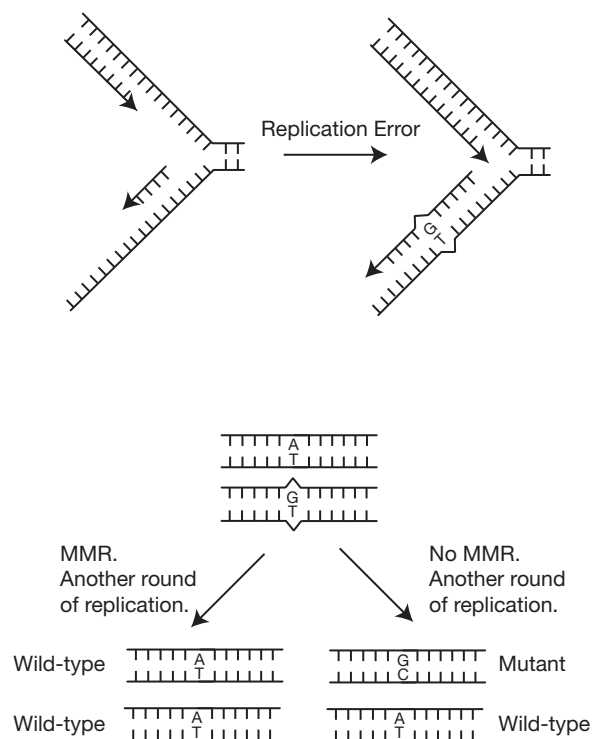 Replication Error
G
T
A
T
G
T
MMR.
Another round
of replication.
No MMR.
Another round
of replication.
Wild-type
A
T
G
C
Mutant
Wild-type
A
T
A
T
Wild-type